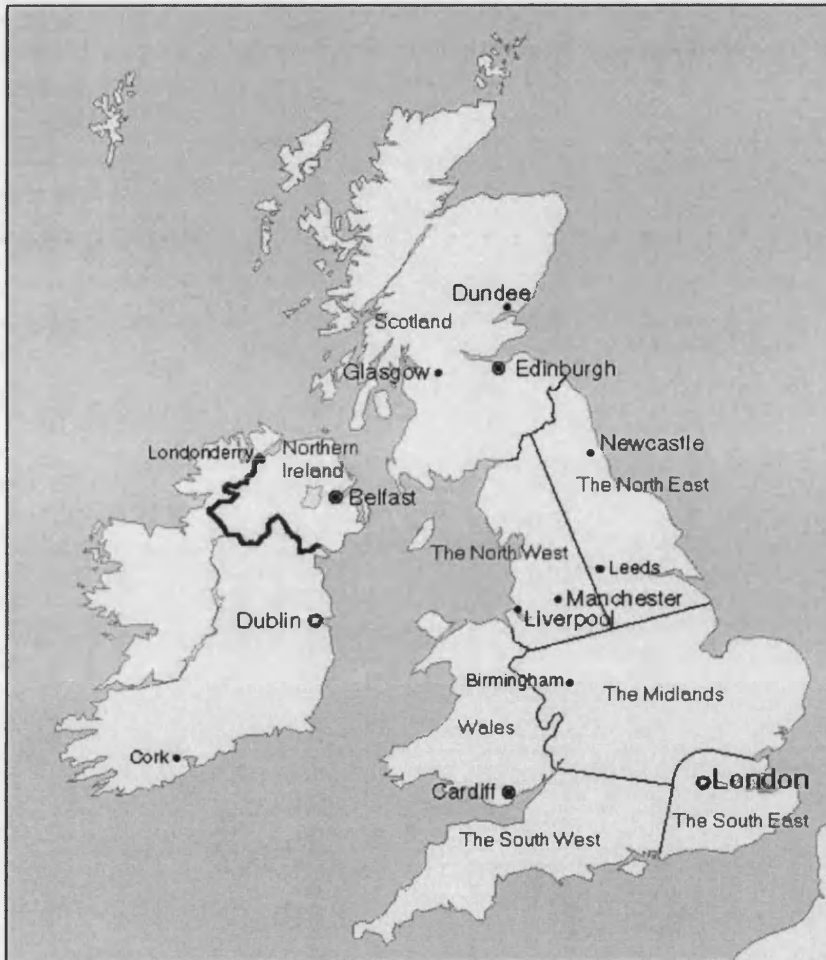 Dundee
Scotland
Glasgow
Edinburgh
Londonderry
Northern
Ireland
Newcastle
The North East
Belfast
The North West
Leeds
Manchester
Liverpool
Dublin
Birmingham
The Midlands
Wales
Cork
London
Cardiff
The South East
The South West